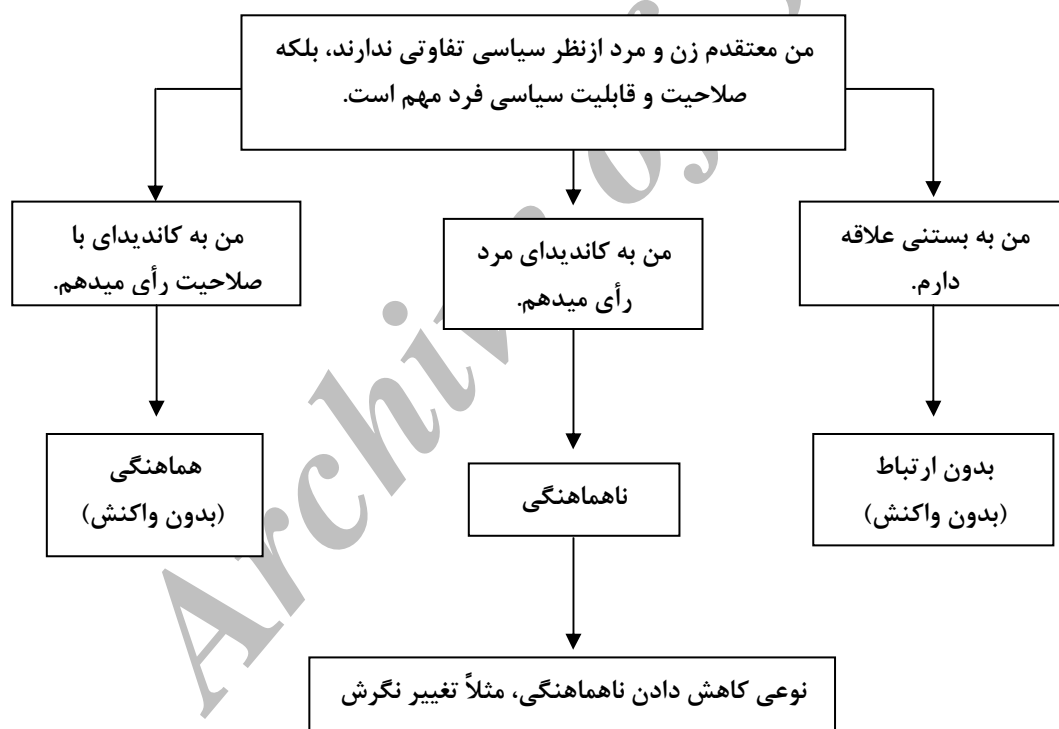 من معتقدم زن و مرد ازنظر سیاسی تفاوتی ندارند، بلکه
صلاحیت و قابلیت سیاسی فرد مهم است.
من به بستنی علاقه
دارم.
من به کاندیدای مرد
رأی میدهم.
من به کاندیدای با
صلاحیت رأی میدهم.
بدون ارتباط
(بدون واکنش)
ناهماهنگی
هماهنگی
(بدون واکنش)
نوعی کاهش دادن ناهماهنگی، مثلاً تغییر نگرش
Archive of